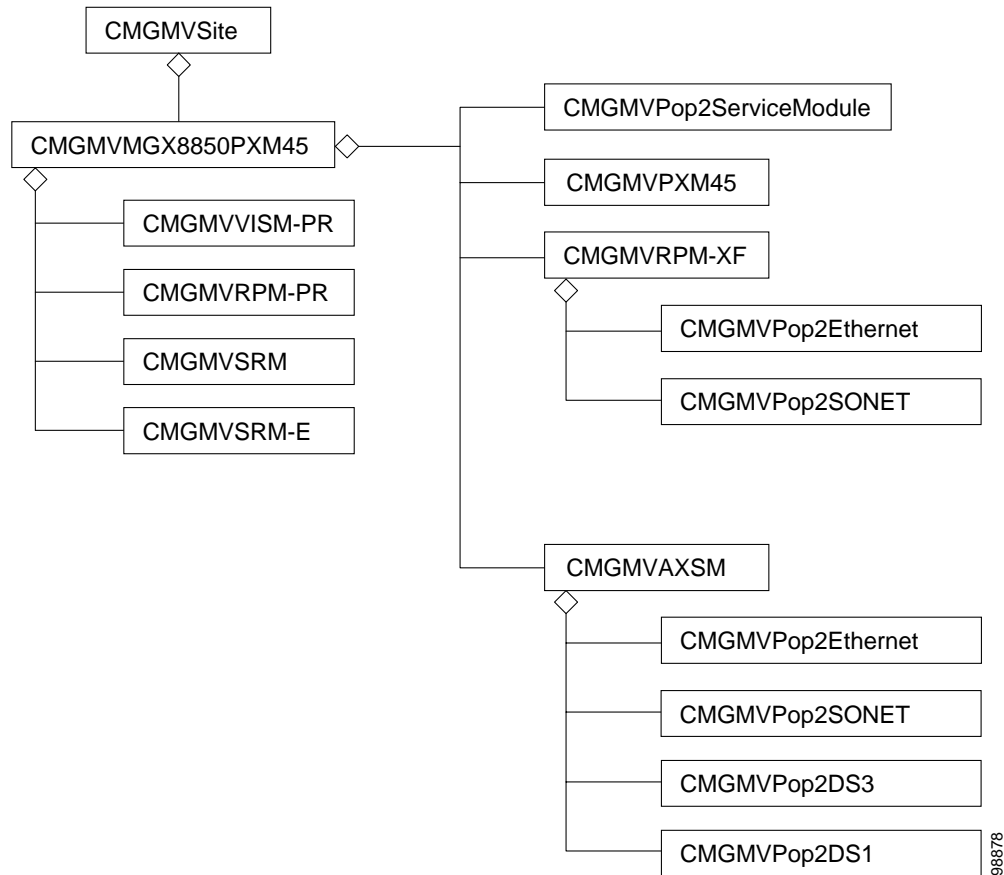 CMGMVSite
CMGMVMGX8850PXM45
CMGMVVISM-PR
CMGMVRPM-PR
CMGMVSRM
CMGMVSRM-E
CMGMVPop2ServiceModule
CMGMVPXM45
CMGMVRPM-XF
CMGMVPop2Ethernet
CMGMVPop2SONET
CMGMVAXSM
CMGMVPop2Ethernet
CMGMVPop2SONET
CMGMVPop2DS3
CMGMVPop2DS1
98878